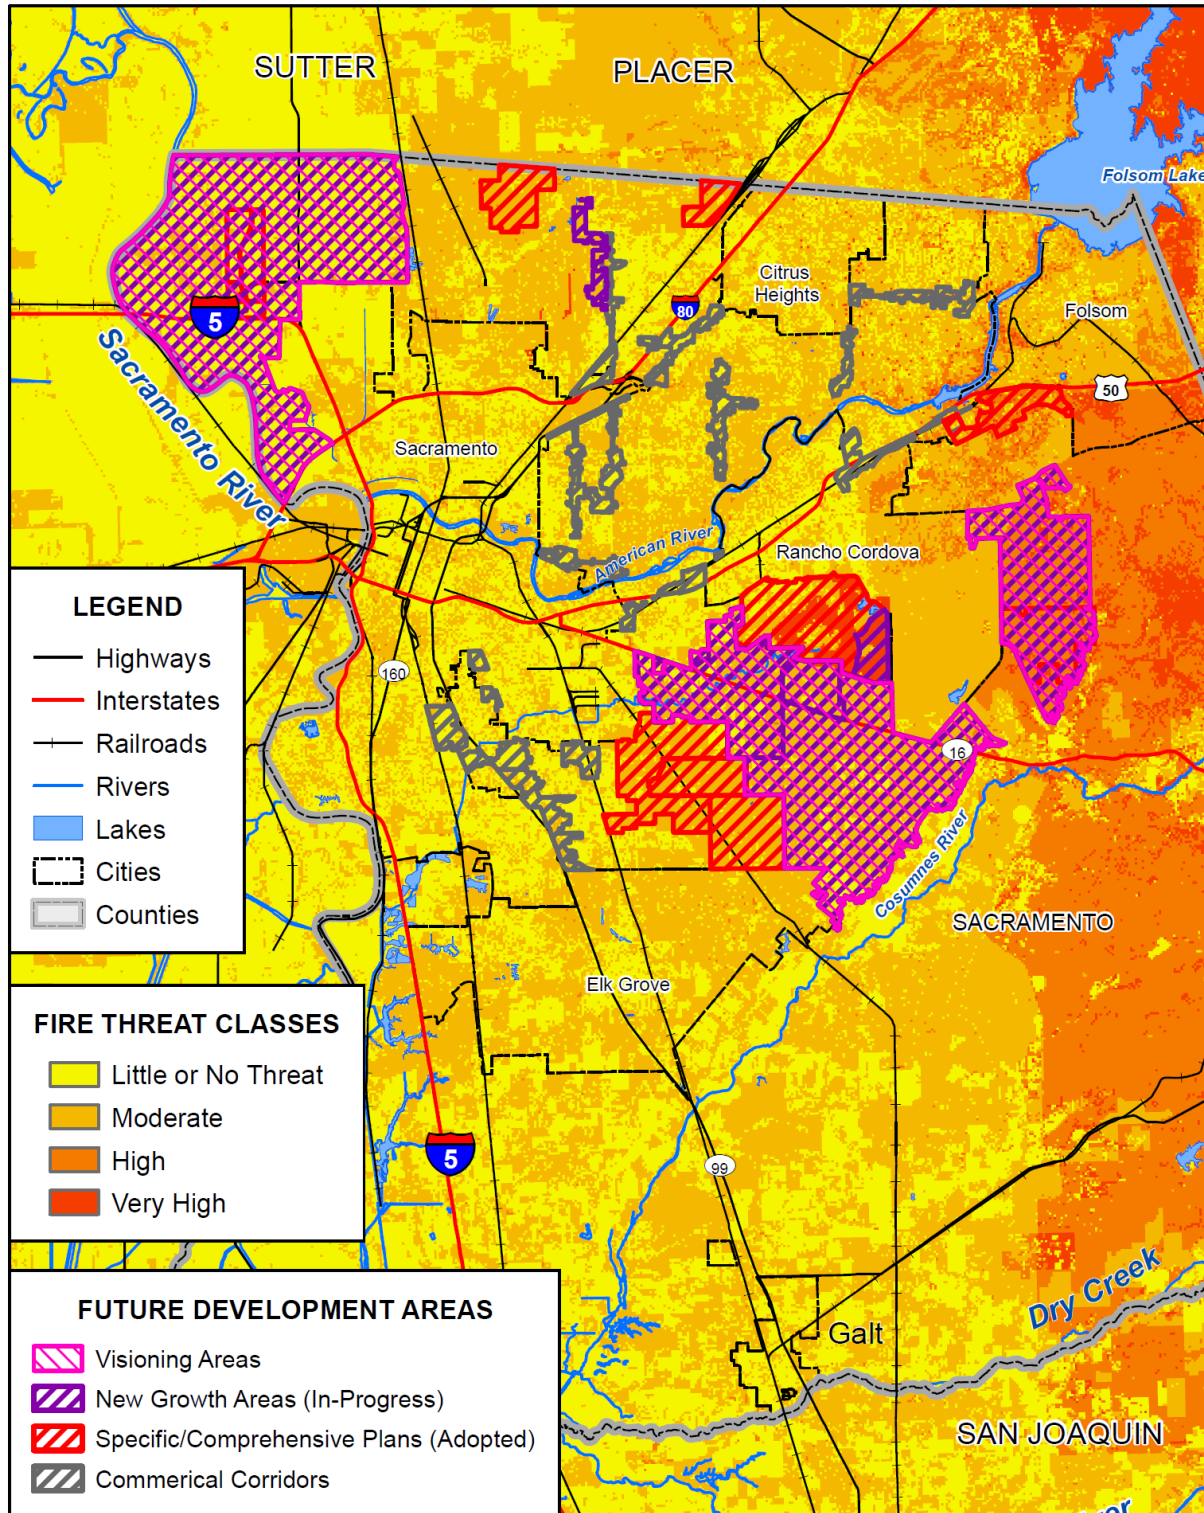 SUTTER
PLACER
Folsom Lake
Citrus
Heights
5
80
Folsom
50
Sacramento River
Sacramento
American River
Rancho Cordova
LEGEND
Highways
Interstates
Railroads
Rivers
Lakes
Cities
Counties
160
16
Cosumnes River
SACRAMENTO
Elk Grove
FIRE THREAT CLASSES
Little or No Threat
Moderate
High
Very High
5
99
Dry Creek
Galt
FUTURE DEVELOPMENT AREAS
Visioning Areas
New Growth Areas (In-Progress)
Specific/Comprehensive Plans (Adopted)
Commerical Corridors
SAN JOAQUIN